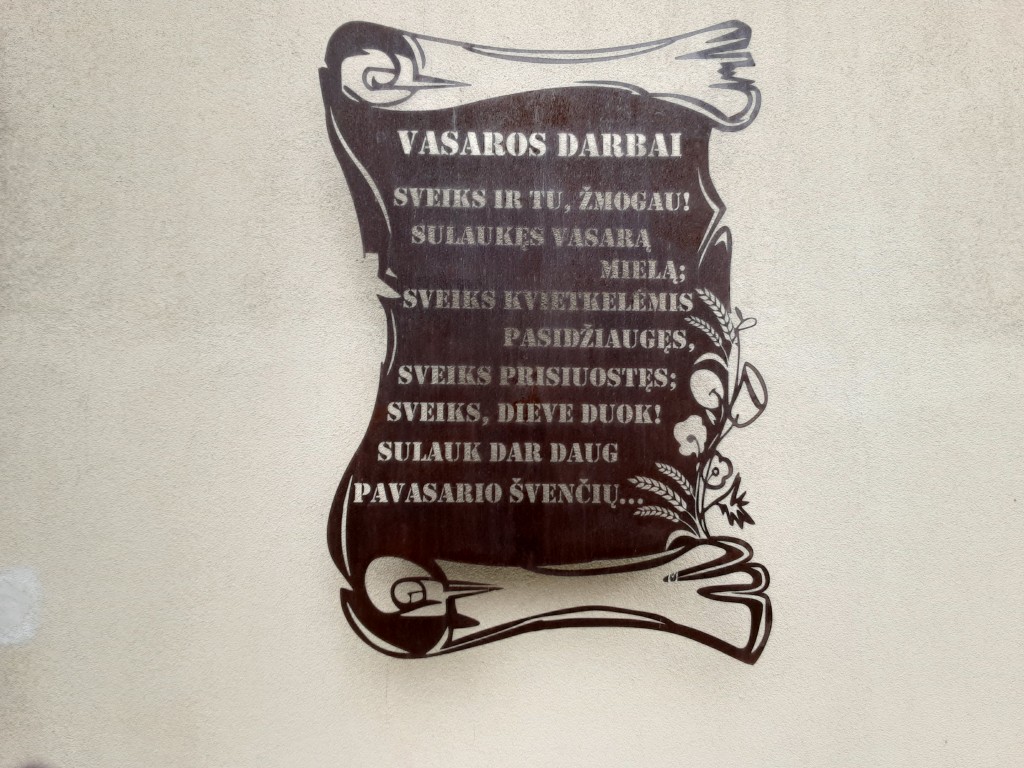 VASAROS DARBAI
SVEIKS IR TU, ŽMOGAU!
SULAUKĘS VASARĄ
MIELĄ;
SVEIKS KVIETKELĖMIS
PASIDŽIAUGĘS,
SVEIKS PRISIUOSTĘS;
SVEIKS, DIEVE DUOK!
SULAUK DAR DAUG
PAVASARIO ŠVENČIŲ...